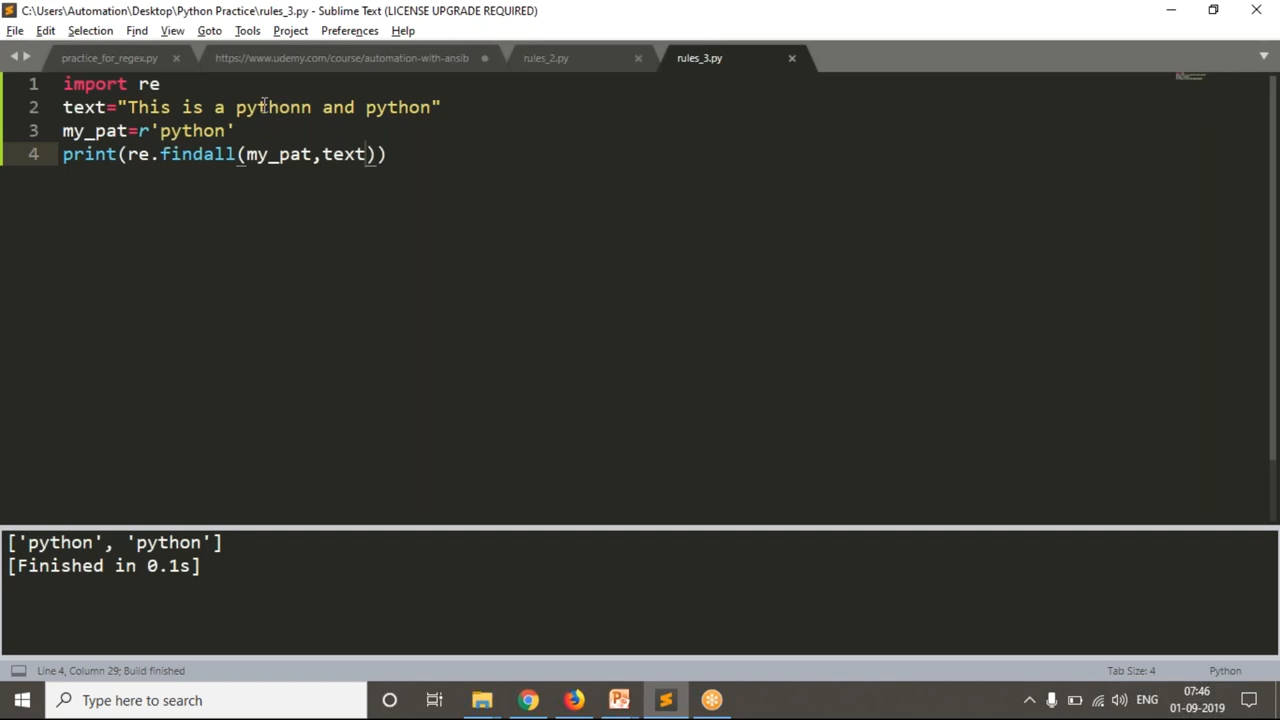 C:\Users\Automation\Desktop\Python Practice\rules_3.py - Sublime Text (LICENSE UPGRADE REQUIRED)
File Edit Selection Find View Goto Tools Project Preferences Help
practice_for_regex.py https://www.udemy.com/course/automation-with-ansib rules_2.py rules_3.py
1 import re
2 text="This is a pythonn and python"
3 my_pat=r'python'
4 print(re.findall(my_pat,text))
['python', 'python']
[Finished in 0.1s]
Line 4, Column 29; Build finished Tab Size: 4 Python
Type here to search ENG 07:46
01-09-2019